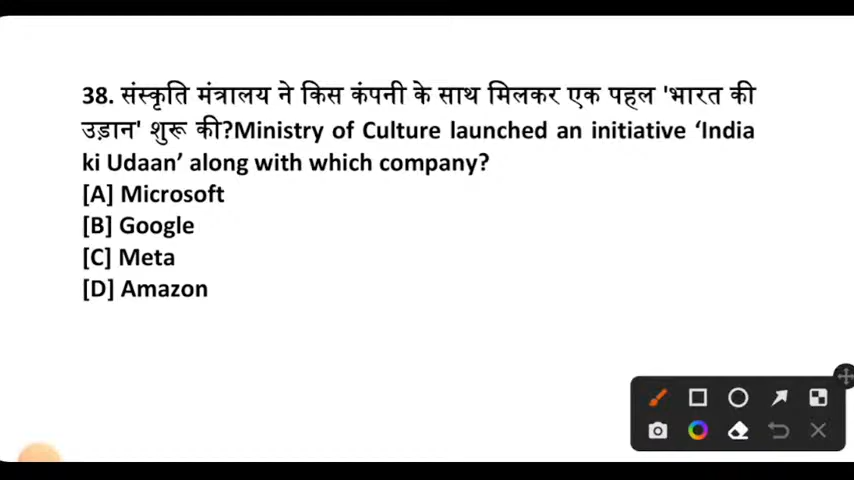 38. संस्कृति मंत्रालय ने किस कंपनी के साथ मिलकर एक पहल 'भारत की
उड़ान' शुरू की?Ministry of Culture launched an initiative ‘India
ki Udaan’ along with which company?
[A] Microsoft
[B] Google
[C] Meta
[D] Amazon